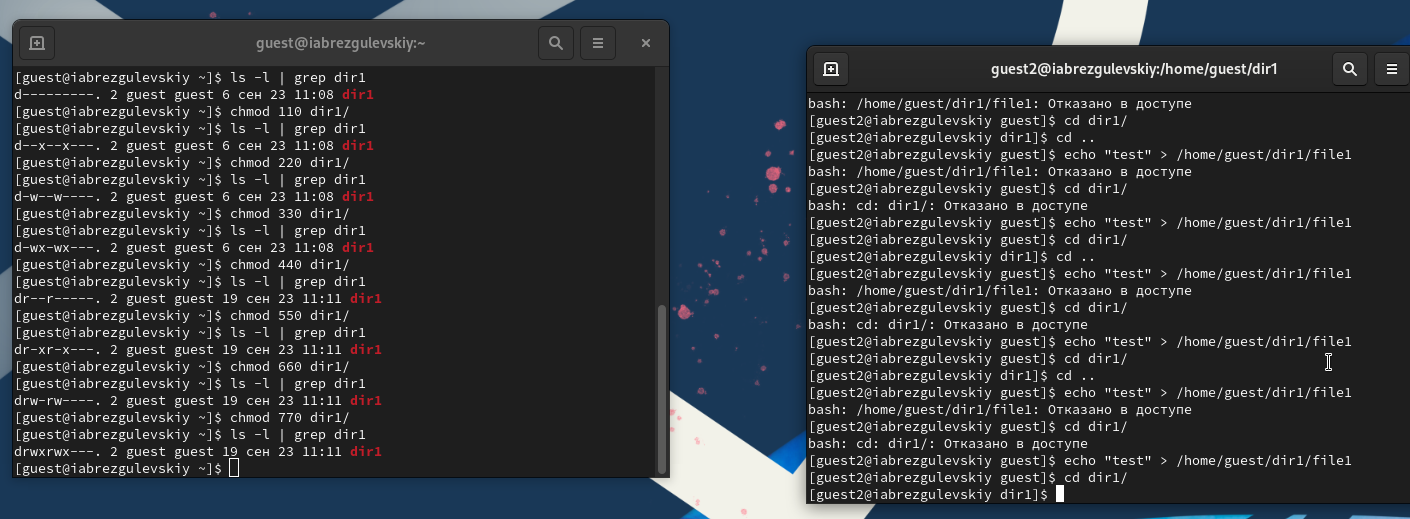 guest@iabrezgulevskiy:~
[guest@iabrezgulevskiy ~]$ ls -l | grep dir1
d---------. 2 guest guest 6 сен 23 11:08 dir1
[guest@iabrezgulevskiy ~]$ chmod 110 dir1/
[guest@iabrezgulevskiy ~]$ ls -l | grep dir1
d--x--x---. 2 guest guest 6 сен 23 11:08 dir1
[guest@iabrezgulevskiy ~]$ chmod 220 dir1/
[guest@iabrezgulevskiy ~]$ ls -l | grep dir1
d-w--w----. 2 guest guest 6 сен 23 11:08 dir1
[guest@iabrezgulevskiy ~]$ chmod 330 dir1/
[guest@iabrezgulevskiy ~]$ ls -l | grep dir1
d-wx-wx---. 2 guest guest 6 сен 23 11:08 dir1
[guest@iabrezgulevskiy ~]$ chmod 440 dir1/
[guest@iabrezgulevskiy ~]$ ls -l | grep dir1
dr--r-----. 2 guest guest 19 сен 23 11:11 dir1
[guest@iabrezgulevskiy ~]$ chmod 550 dir1/
[guest@iabrezgulevskiy ~]$ ls -l | grep dir1
dr-xr-x---. 2 guest guest 19 сен 23 11:11 dir1
[guest@iabrezgulevskiy ~]$ chmod 660 dir1/
[guest@iabrezgulevskiy ~]$ ls -l | grep dir1
drw-rw----. 2 guest guest 19 сен 23 11:11 dir1
[guest@iabrezgulevskiy ~]$ chmod 770 dir1/
[guest@iabrezgulevskiy ~]$ ls -l | grep dir1
drwxrwx---. 2 guest guest 19 сен 23 11:11 dir1
[guest@iabrezgulevskiy ~]$
guest2@iabrezgulevskiy:/home/guest/dir1
bash: /home/guest/dir1/file1: Отказано в доступе
[guest2@iabrezgulevskiy guest]$ cd dir1/
[guest2@iabrezgulevskiy dir1]$ cd ..
[guest2@iabrezgulevskiy guest]$ echo "test" > /home/guest/dir1/file1
bash: /home/guest/dir1/file1: Отказано в доступе
[guest2@iabrezgulevskiy guest]$ cd dir1/
bash: cd: dir1/: Отказано в доступе
[guest2@iabrezgulevskiy guest]$ echo "test" > /home/guest/dir1/file1
[guest2@iabrezgulevskiy guest]$ cd dir1/
[guest2@iabrezgulevskiy dir1]$ cd ..
[guest2@iabrezgulevskiy guest]$ echo "test" > /home/guest/dir1/file1
bash: /home/guest/dir1/file1: Отказано в доступе
[guest2@iabrezgulevskiy guest]$ cd dir1/
bash: cd: dir1/: Отказано в доступе
[guest2@iabrezgulevskiy guest]$ echo "test" > /home/guest/dir1/file1
[guest2@iabrezgulevskiy guest]$ cd dir1/
[guest2@iabrezgulevskiy dir1]$ cd ..
[guest2@iabrezgulevskiy guest]$ echo "test" > /home/guest/dir1/file1
bash: /home/guest/dir1/file1: Отказано в доступе
[guest2@iabrezgulevskiy guest]$ cd dir1/
bash: cd: dir1/: Отказано в доступе
[guest2@iabrezgulevskiy guest]$ echo "test" > /home/guest/dir1/file1
[guest2@iabrezgulevskiy guest]$ cd dir1/
[guest2@iabrezgulevskiy dir1]$